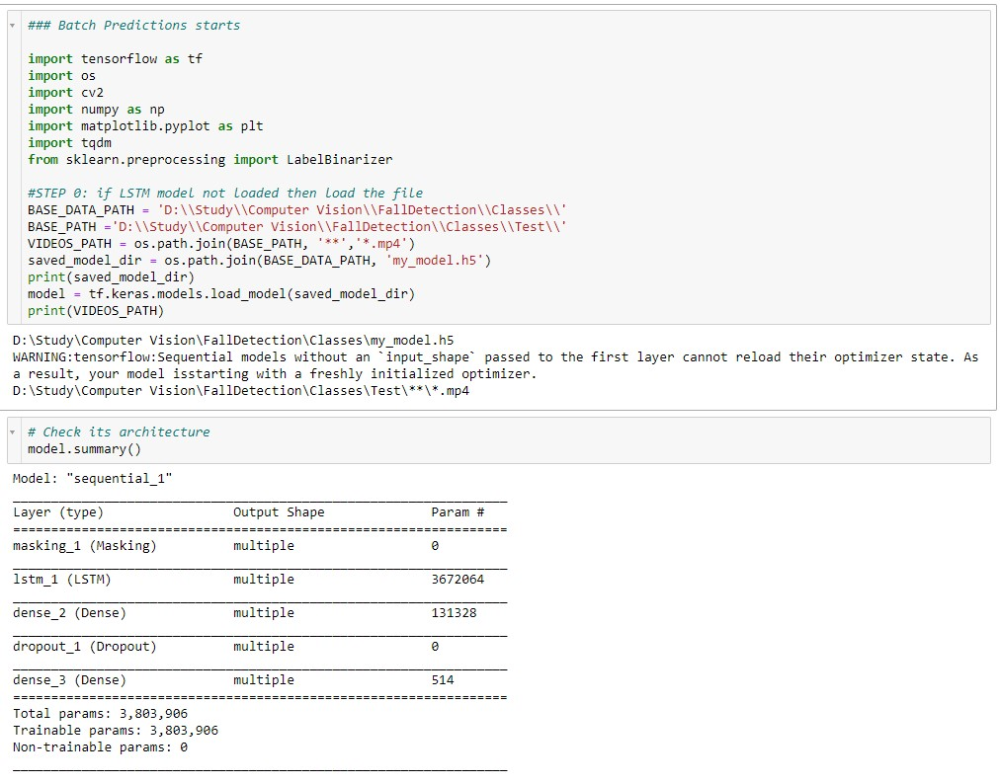 ### Batch Predictions starts
import tensorflow as tf
import os
import cv2
import numpy as np
import matplotlib.pyplot as plt
import tqdm
from sklearn.preprocessing import LabelBinarizer
#STEP 0: if LSTM model not loaded then load the file
BASE_DATA_PATH = 'D:\\Study\\Computer Vision\\FallDetection\\Classes\\'
BASE_PATH ='D:\\Study\\Computer Vision\\FallDetection\\Classes\\Test\\'
VIDEOS_PATH = os.path.join(BASE_PATH, '**','*.mp4')
saved_model_dir = os.path.join(BASE_DATA_PATH, 'my_model.h5')
print(saved_model_dir)
model = tf.keras.models.load_model(saved_model_dir)
print(VIDEOS_PATH)
D:\Study\Computer Vision\FallDetection\Classes\my_model.h5
WARNING:tensorflow:Sequential models without an `input_shape` passed to the first layer cannot reload their optimizer state. As
a result, your model isstarting with a freshly initialized optimizer.
D:\Study\Computer Vision\FallDetection\Classes\Test\**\*.mp4
# Check its architecture
model.summary()
Model: "sequential_1"
_________________________________________________________________
Layer (type)                 Output Shape              Param #
=================================================================
masking_1 (Masking)          multiple                  0
_________________________________________________________________
lstm_1 (LSTM)                multiple                  3672064
_________________________________________________________________
dense_2 (Dense)              multiple                  131328
_________________________________________________________________
dropout_1 (Dropout)          multiple                  0
_________________________________________________________________
dense_3 (Dense)              multiple                  514
=================================================================
Total params: 3,803,906
Trainable params: 3,803,906
Non-trainable params: 0
_________________________________________________________________